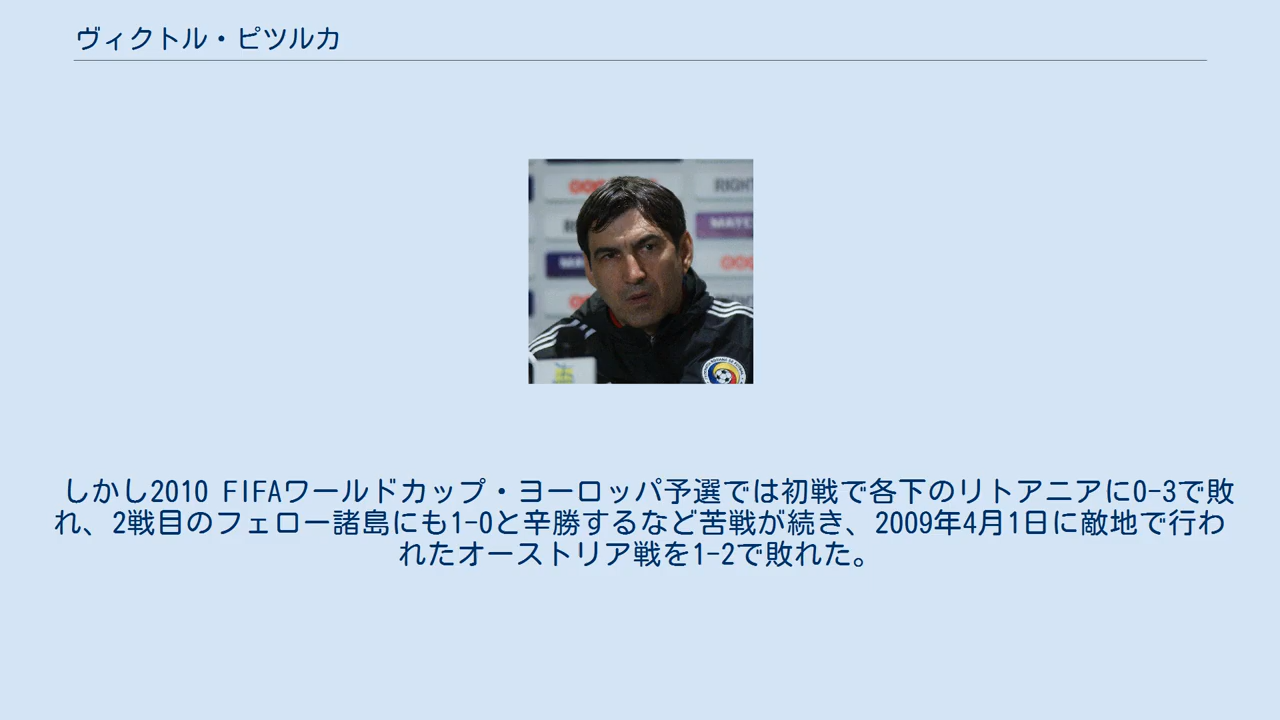 ヴィクトル・ピツルカ
RIGHT
MATC
MA
しかし2010 FIFAワールドカップ・ヨーロッパ予選では初戦で各下のリトアニアに0-3で敗
れ、2戦目のフェロー諸島にも1-0と辛勝するなど苦戦が続き、2009年4月1日に敵地で行わ
れたオーストリア戦を1-2で敗れた。